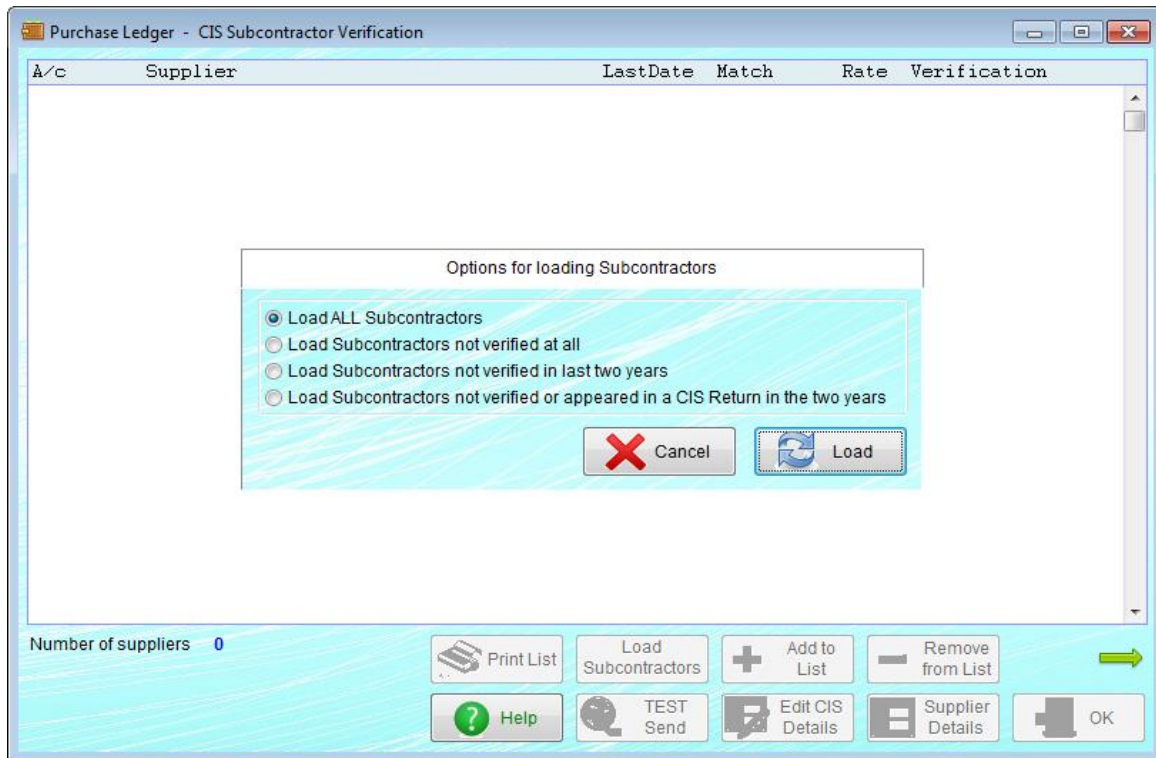 Purchase Ledger - CIS Subcontractor Verification
A/c Supplier LastDate Match Rate Verification
Options for loading Subcontractors
Load ALL Subcontractors
Load Subcontractors not verified at all
Load Subcontractors not verified in last two years
Load Subcontractors not verified or appeared in a CIS Return in the two years
Cancel Load
Number of suppliers 0
Print List
Load
Subcontractors
Add to
List
Remove
from List
Help
TEST
Send
Edit CIS
Details
Supplier
Details
OK